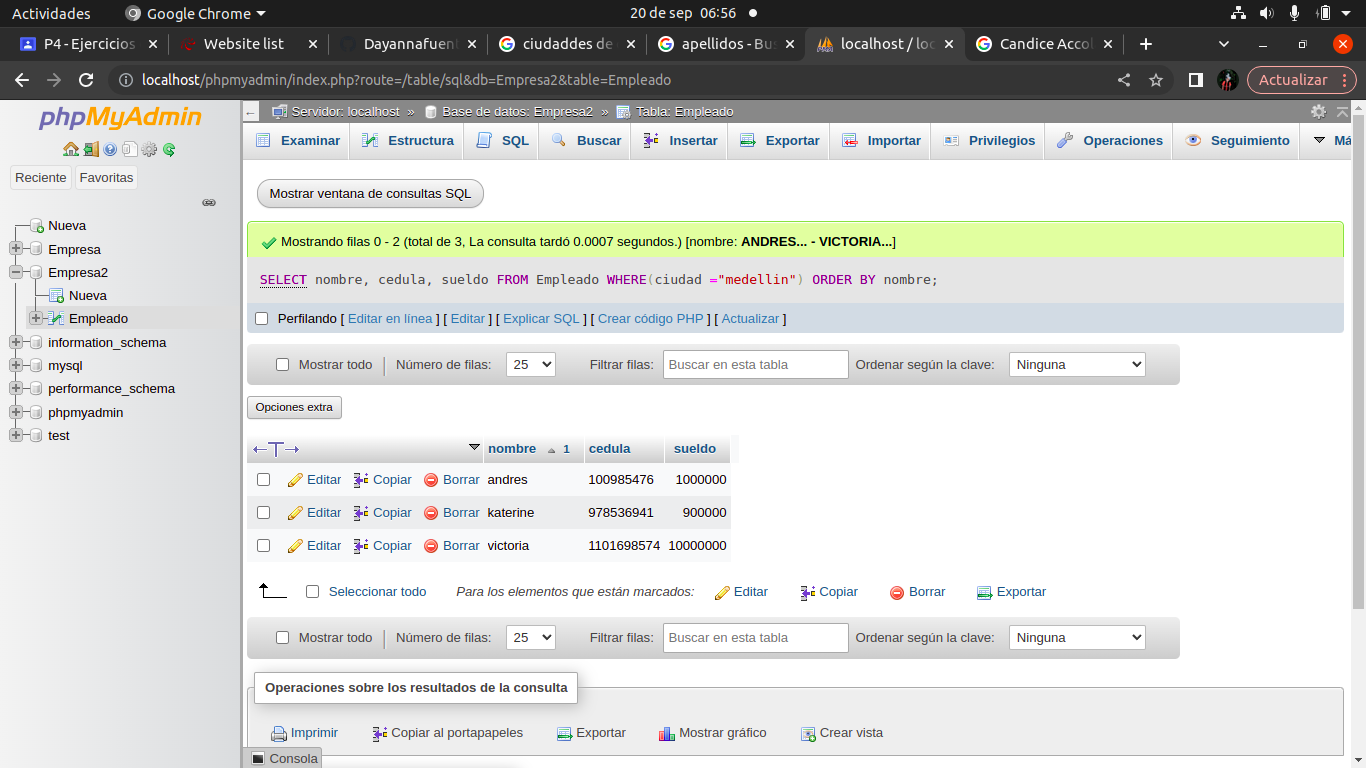 Actividades Google Chrome 20 de sep 06:56
P4 - Ejercicios Website list Dayannafuen ciudaddes de apellidos - Bus localhost / loc Candice Accol
localhost/phpmyadmin/index.php?route=/table/sql&db=Empresa2&table=Empleado Actualizar
phpMyAdmin
Reciente Favoritas
Nueva
Empresa
Empresa2
Nueva
Empleado
information_schema
mysql
performance_schema
phpmyadmin
test
Servidor: localhost » Base de datos: Empresa2 » Tabla: Empleado
Examinar Estructura SQL Buscar Insertar Exportar Importar Privilegios Operaciones Seguimiento Má
Mostrar ventana de consultas SQL
Mostrando filas 0 - 2 (total de 3, La consulta tardó 0.0007 segundos.) [nombre: ANDRES... - VICTORIA...]
SELECT nombre, cedula, sueldo FROM Empleado WHERE(ciudad ="medellin") ORDER BY nombre;
Perfilando [ Editar en línea ] [ Editar ] [ Explicar SQL ] [ Crear código PHP ] [ Actualizar ]
Mostrar todo Número de filas: 25 Filtrar filas: Buscar en esta tabla Ordenar según la clave: Ninguna
Opciones extra
nombre 1 cedula sueldo
Editar Copiar Borrar andres 100985476 1000000
Editar Copiar Borrar katerine 978536941 900000
Editar Copiar Borrar victoria 1101698574 10000000
Seleccionar todo Para los elementos que están marcados: Editar Copiar Borrar Exportar
Mostrar todo Número de filas: 25 Filtrar filas: Buscar en esta tabla Ordenar según la clave: Ninguna
Operaciones sobre los resultados de la consulta
Imprimir Copiar al portapapeles Exportar Mostrar gráfico Crear vista
Consola